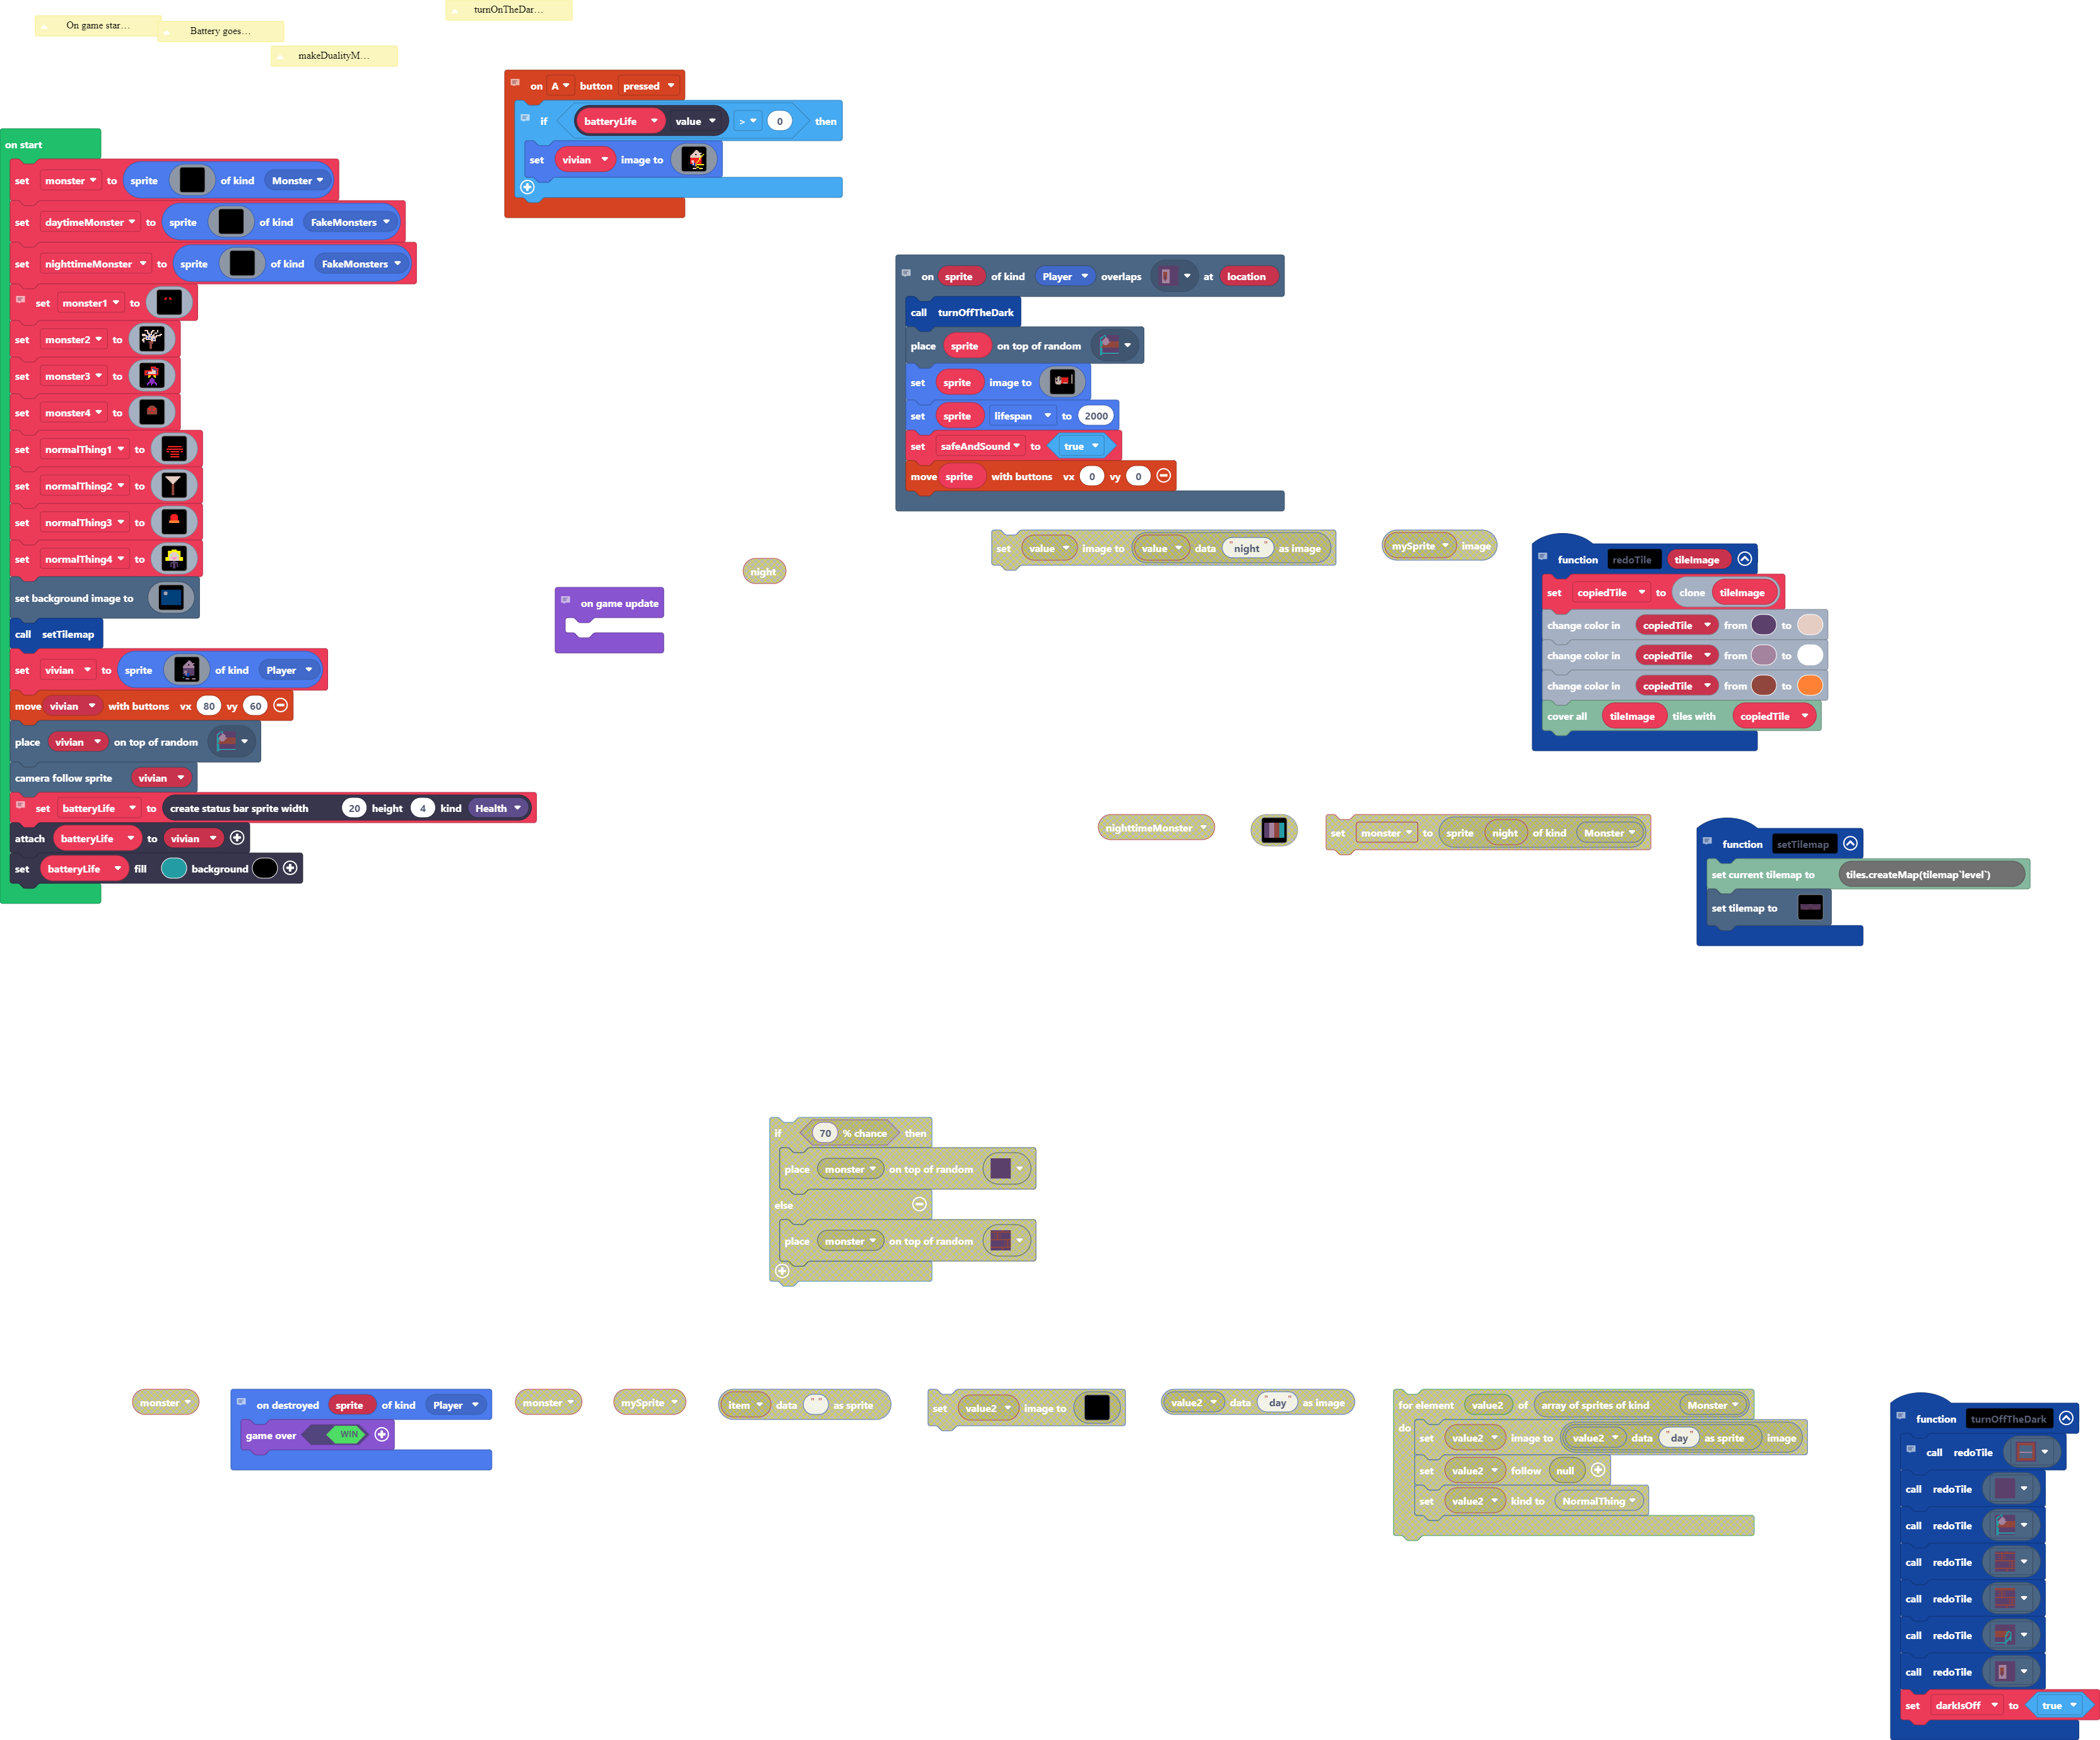 turnOnTheDar…
On game star…
Battery goes…
makeDualityM…
on A button pressed
if batteryLife value > 0 then
set vivian image to
on start
set monster to sprite of kind Monster
set daytimeMonster to sprite of kind FakeMonsters
set nighttimeMonster to sprite of kind FakeMonsters
set monster1 to
set monster2 to
set monster3 to
set monster4 to
set normalThing1 to
set normalThing2 to
set normalThing3 to
set normalThing4 to
set background image to
call setTilemap
set vivian to sprite of kind Player
move vivian with buttons vx 80 vy 60
place vivian on top of random
camera follow sprite vivian
set batteryLife to create status bar sprite width 20 height 4 kind Health
attach batteryLife to vivian
set batteryLife fill background
on sprite of kind Player overlaps at location
call turnOffTheDark
place sprite on top of random
set sprite image to
set sprite lifespan to 2000
set safeAndSound to true
move sprite with buttons vx 0 vy 0
set value image to value data "night" as image
mySprite image
night
on game update
function redoTile tileImage
set copiedTile to clone tileImage
change color in copiedTile from to
change color in copiedTile from to
change color in copiedTile from to
cover all tileImage tiles with copiedTile
nighttimeMonster
set monster to sprite night of kind Monster
function setTilemap
set current tilemap to tiles.createMap(tilemap`level`)
set tilemap to
if 70 % chance then
place monster on top of random
else
place monster on top of random
monster
on destroyed sprite of kind Player
game over WIN
monster
mySprite
item data " " as sprite
set value2 image to
value2 data "day" as image
for element value2 of array of sprites of kind Monster
do set value2 image to value2 data "day" as sprite image
set value2 follow null
set value2 kind to NormalThing
function turnOffTheDark
call redoTile
call redoTile
call redoTile
call redoTile
call redoTile
call redoTile
call redoTile
set darkIsOff to true